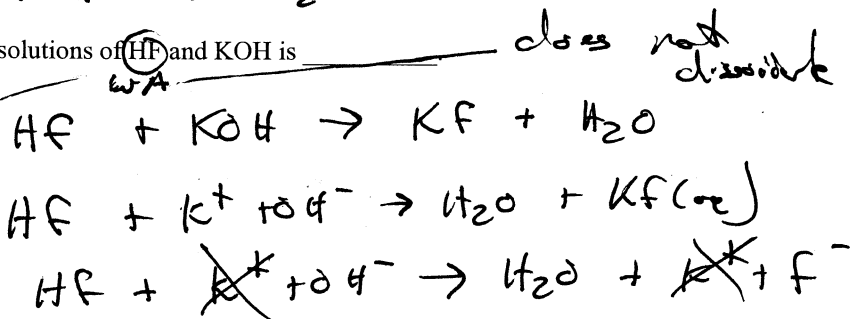 solutions of HF and KOH is ____________ does not
dissociate
WA
HF + KOH → KF + H2O
HF + K+ + OH- → H2O + KF(aq)
HF + K+ + OH- → H2O + K+ + F-